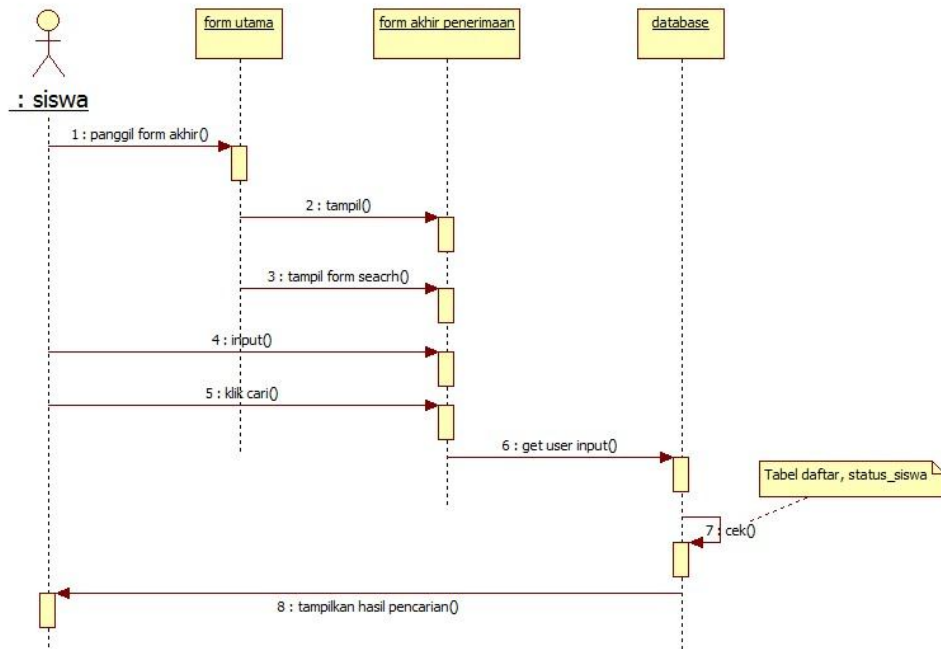 form utama
form akhir penerimaan
database
: siswa
1 : panggil form akhir()
2 : tampil()
3 : tampil form seacrh()
4 : input()
5 : klik cari()
6 : get user input()
Tabel daftar, status_siswa
7 : cek()
8 : tampilkan hasil pencarian()